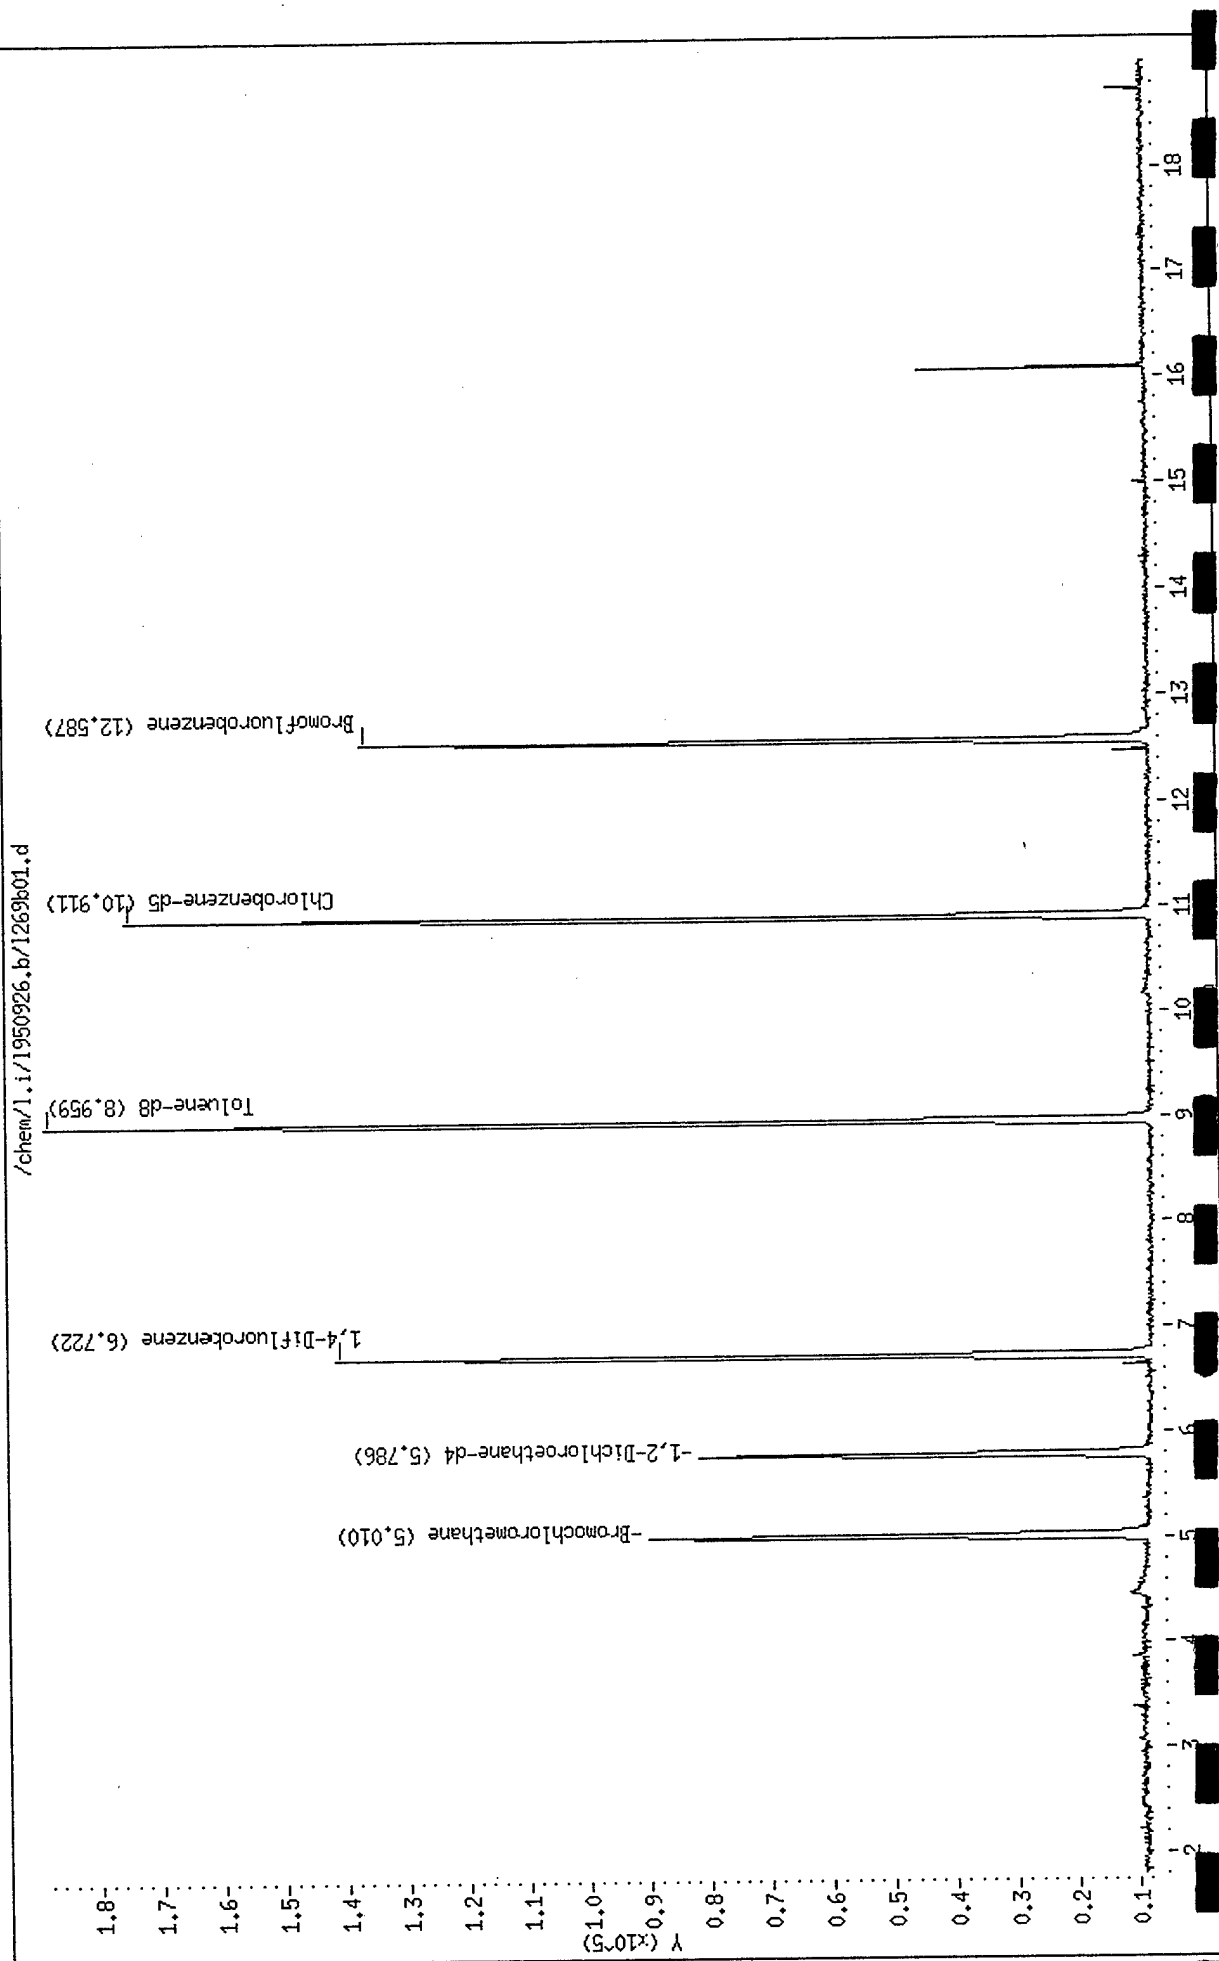 /chem/l.i/l950926.b/l269b01.d
Y (x10^5)
1.8-
1.7-
1.6-
1.5-
1.4-
1.3-
1.2-
1.1-
1.0-
0.9-
0.8-
0.7-
0.6-
0.5-
0.4-
0.3-
0.2-
0.1-
-Bromochloromethane (5.010)
-1,2-Dichloroethane-d4 (5.786)
1,4-Difluorobenzene (6.722)
Toluene-d8 (8.959)
Chlorobenzene-d5 (10.911)
Bromofluorobenzene (12.587)
2 3 4 5 6 7 8 9 10 11 12 13 14 15 16 17 18